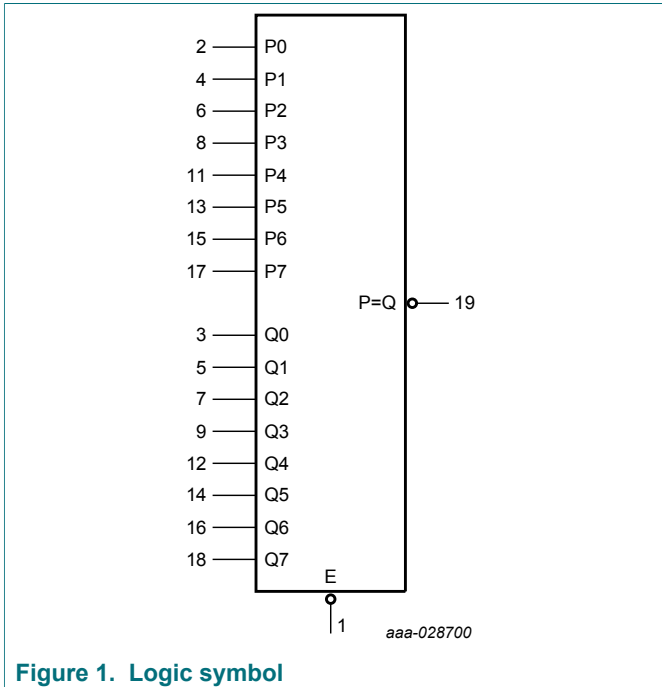 2 P0
4 P1
6 P2
8 P3
11 P4
13 P5
15 P6
17 P7
P=Q 19
3 Q0
5 Q1
7 Q2
9 Q3
12 Q4
14 Q5
16 Q6
18 Q7
E
1
aaa-028700
Figure 1. Logic symbol